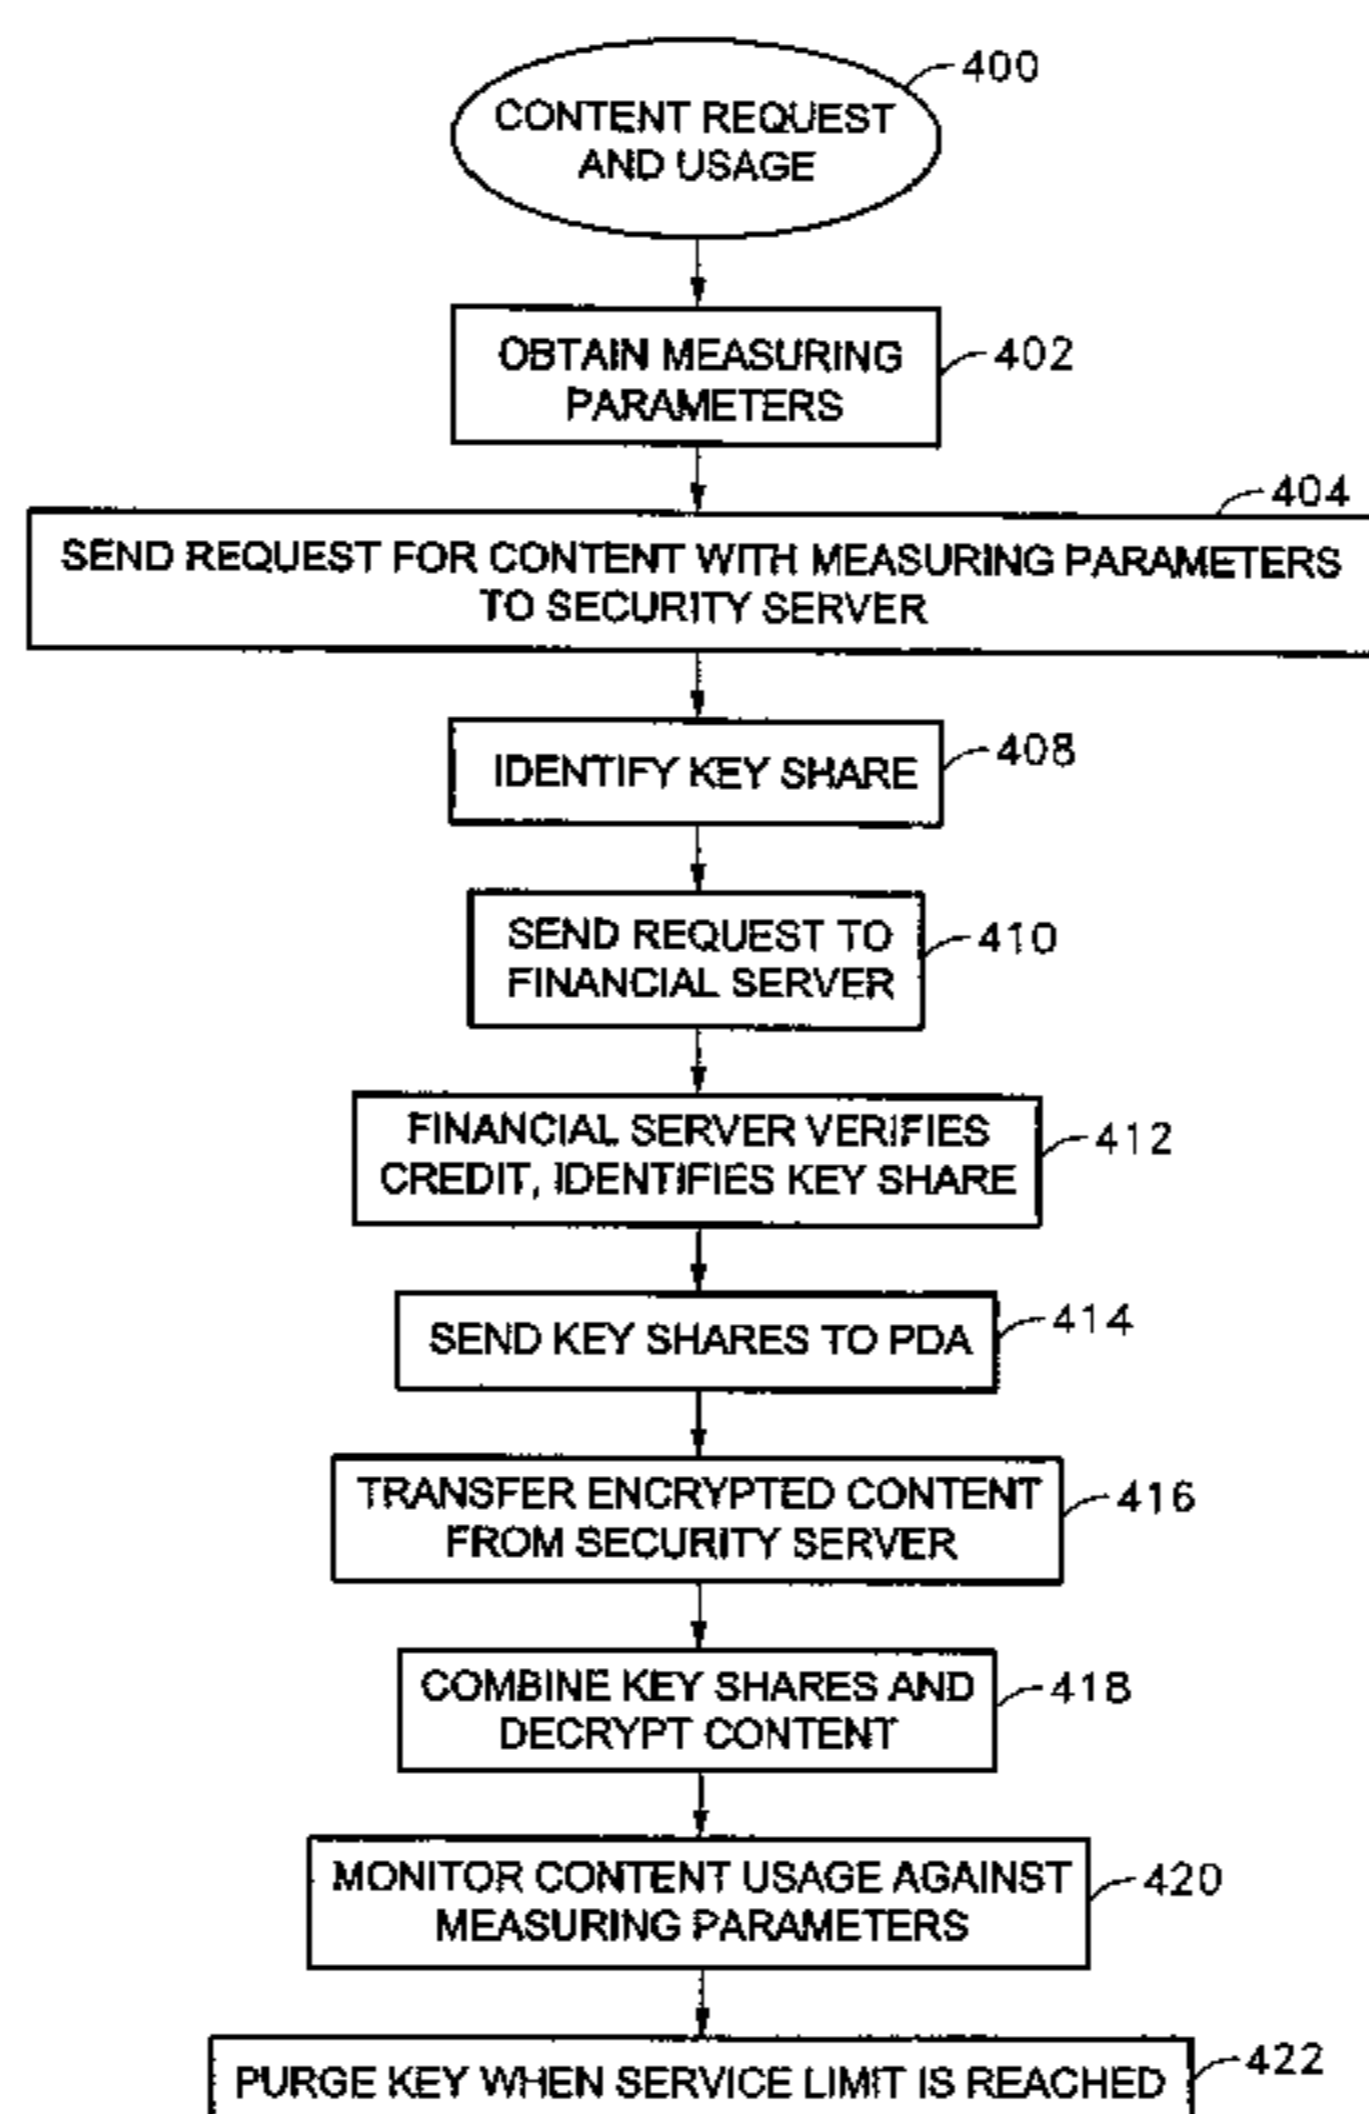 400
CONTENT REQUEST
AND USAGE
OBTAIN MEASURING
PARAMETERS
402
404
SEND REQUEST FOR CONTENT WITH MEASURING PARAMETERS
TO SECURITY SERVER
IDENTIFY KEY SHARE
408
SEND REQUEST TO
FINANCIAL SERVER
410
FINANCIAL SERVER VERIFIES
CREDIT, IDENTIFIES KEY SHARE
412
SEND KEY SHARES TO PDA
414
TRANSFER ENCRYPTED CONTENT
FROM SECURITY SERVER
416
COMBINE KEY SHARES AND
DECRYPT CONTENT
418
MONITOR CONTENT USAGE AGAINST
MEASURING PARAMETERS
420
PURGE KEY WHEN SERVICE LIMIT IS REACHED
422